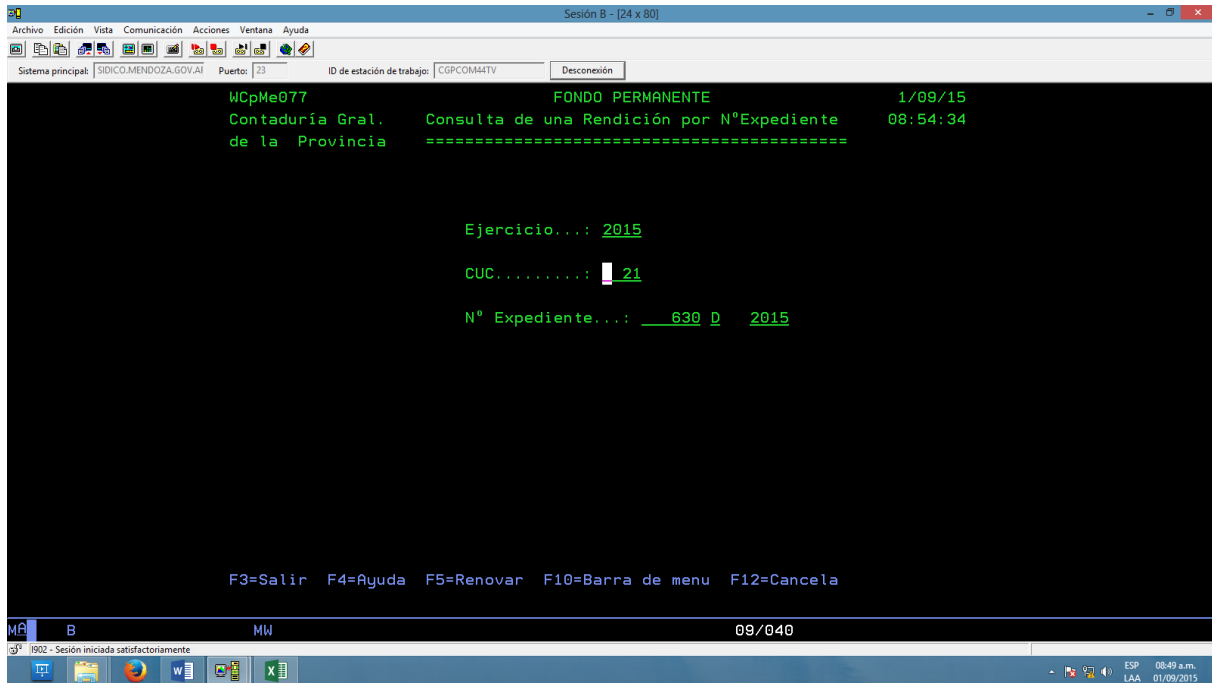 Sesión B - [24 x 80]
Archivo Edición Vista Comunicación Acciones Ventana Ayuda
Sistema principal: SIDICO.MENDOZA.GOV.AI Puerto: 23 ID de estación de trabajo: CGPCOM44TV Desconexión
WCpMe077 FONDO PERMANENTE 1/09/15
Contaduría Gral. Consulta de una Rendición por NºExpediente 08:54:34
de la Provincia ===========================================
Ejercicio...: 2015
CUC.........: 21
Nº Expediente...: 630 D 2015
F3=Salir F4=Ayuda F5=Renovar F10=Barra de menu F12=Cancela
MA B MW 09/040
I902 - Sesión iniciada satisfactoriamente
ESP 08:49 a.m.
LAA 01/09/2015